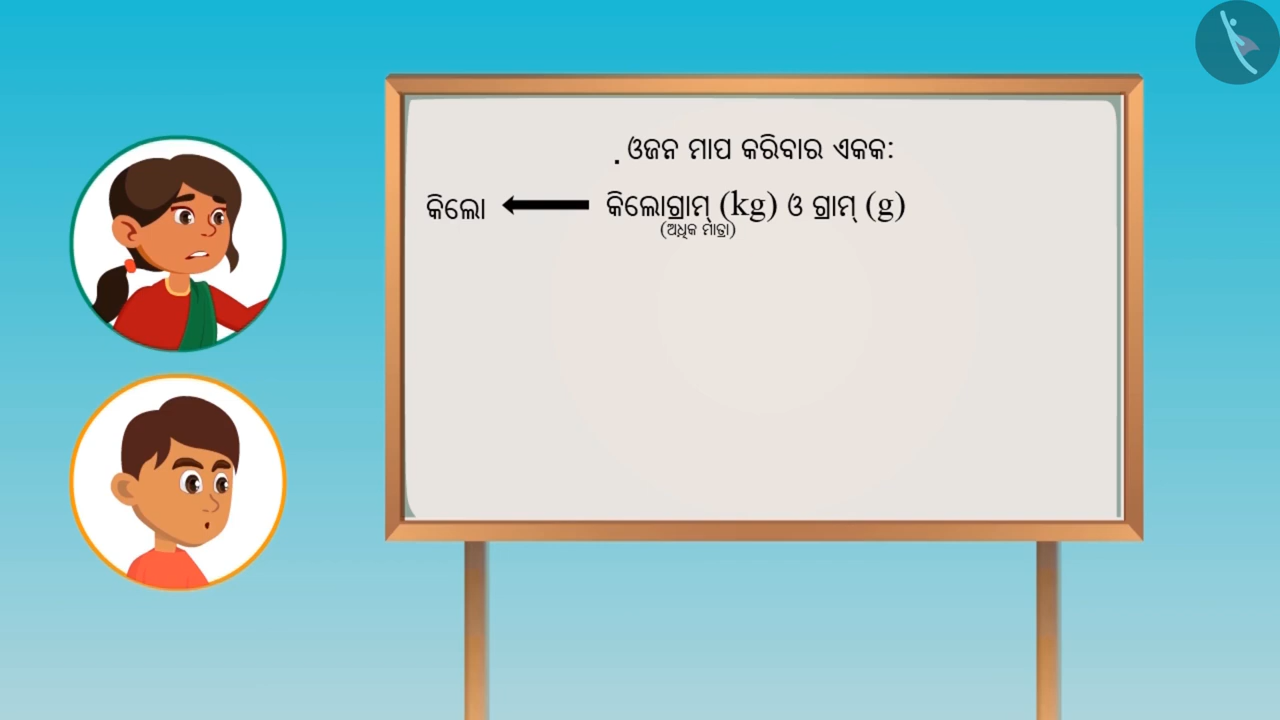 . ଓଜନ ମାପ କରିବାର ଏକକ:
କିଲୋ ← କିଲୋଗ୍ରାମ୍ (kg) ଓ ଗ୍ରାମ୍ (g)
(ଅଧିକ ମାତ୍ରା)